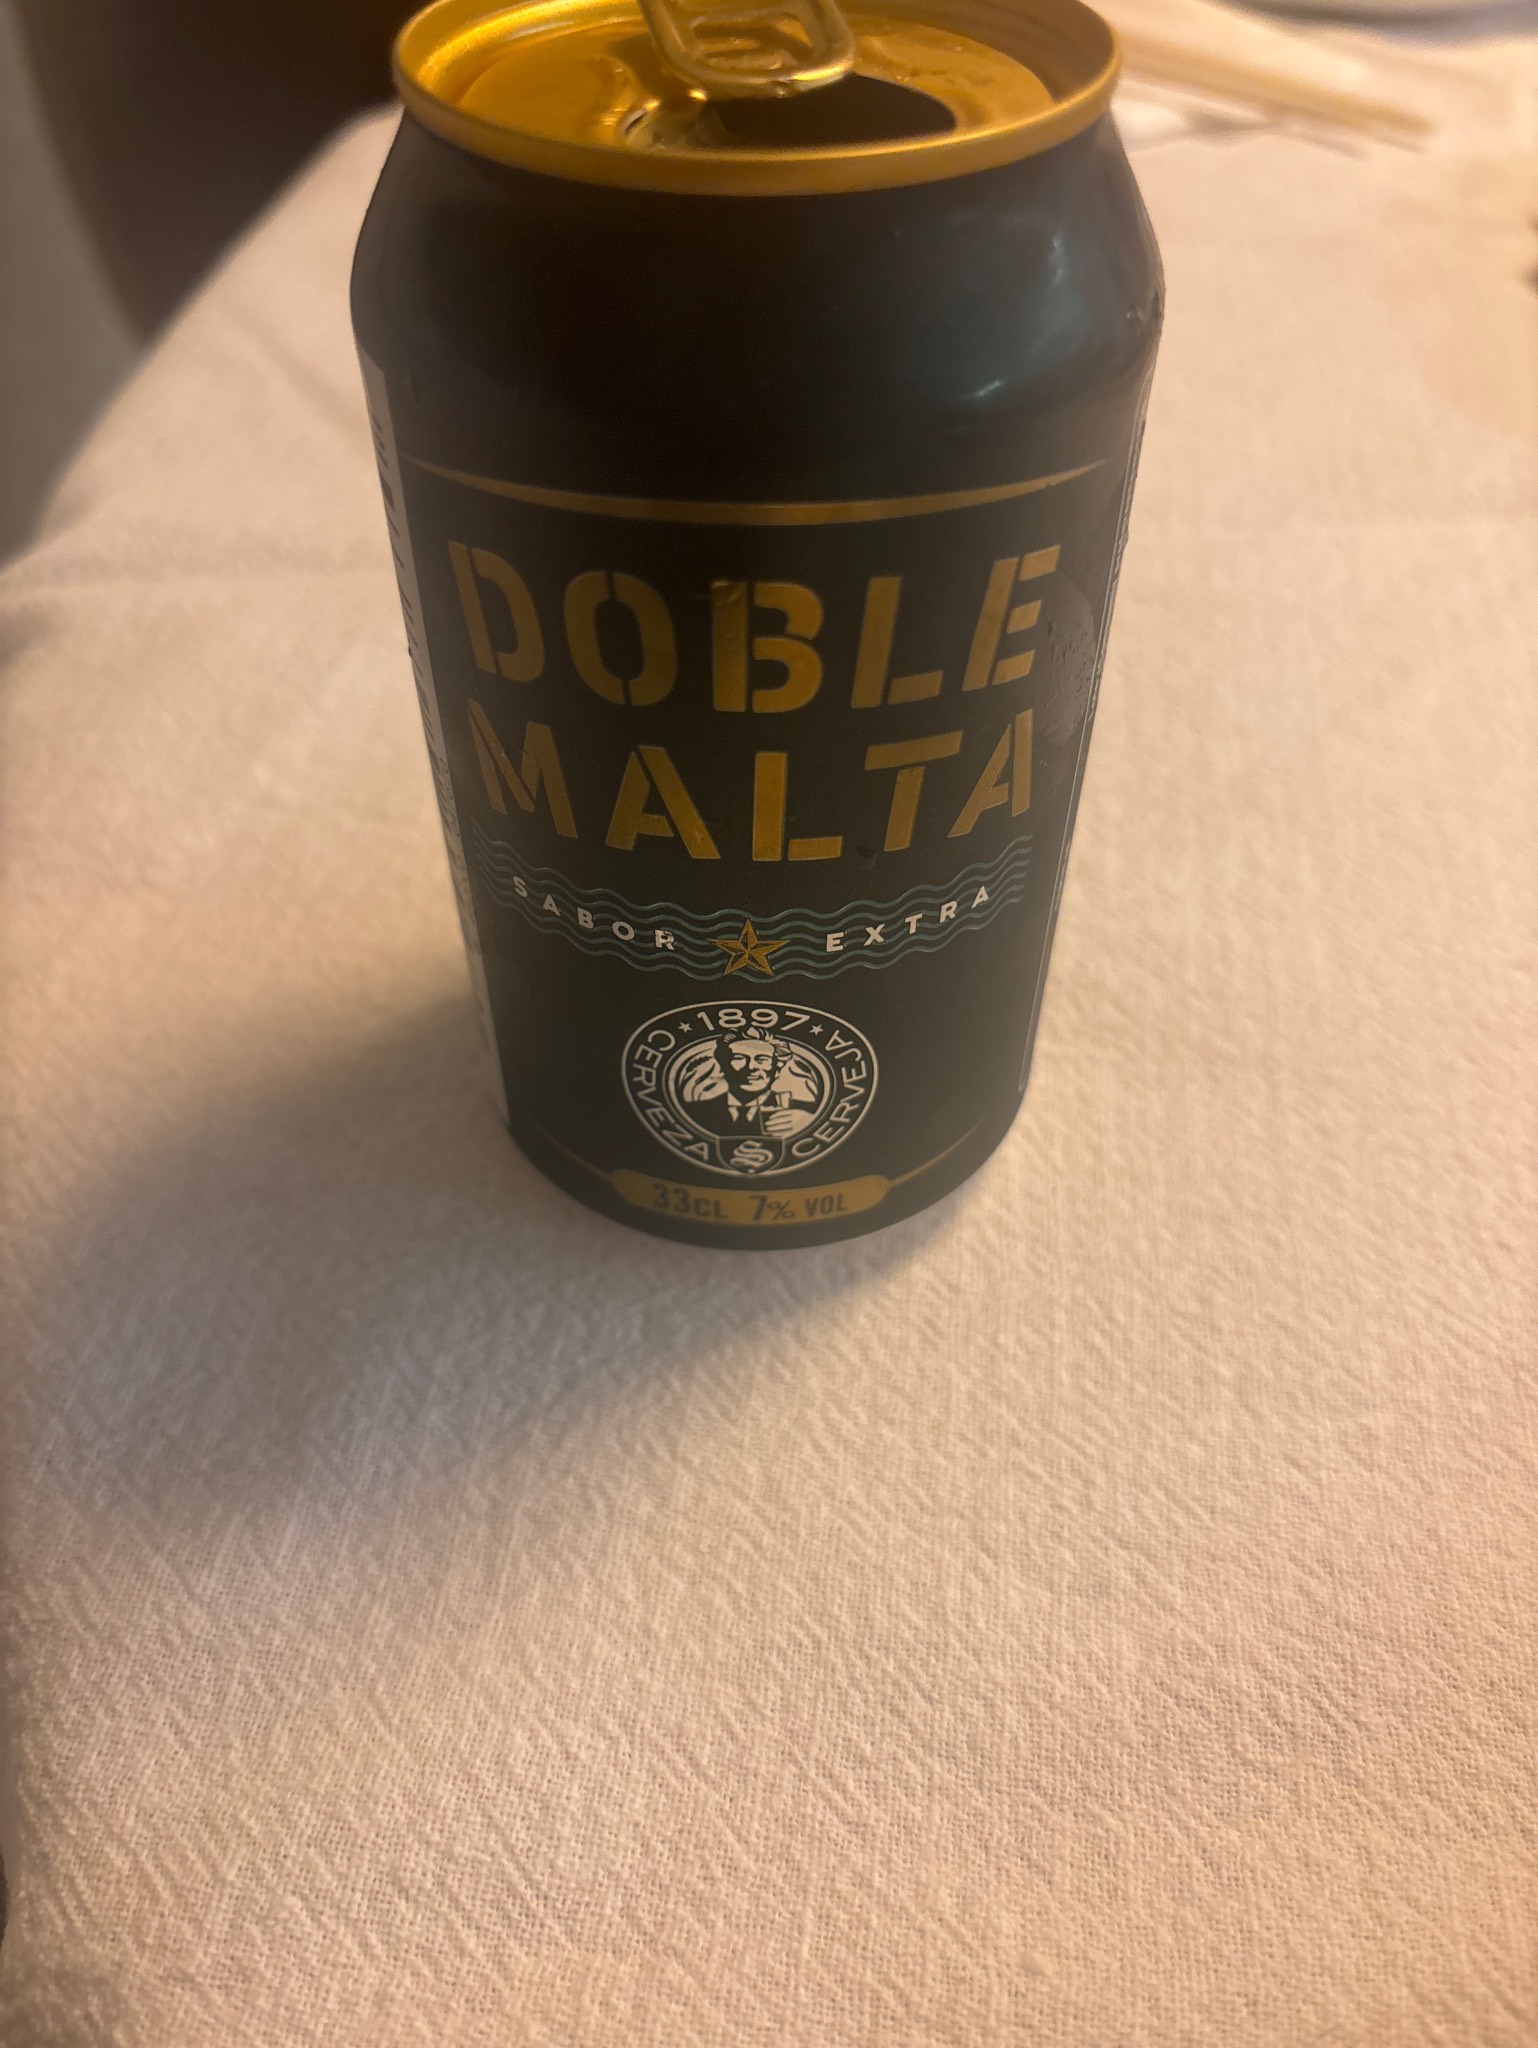 DOBLE
MALTA
SABOR EXTRA
1897
CERVEZA S CERVEJA
33CL 7% VOL